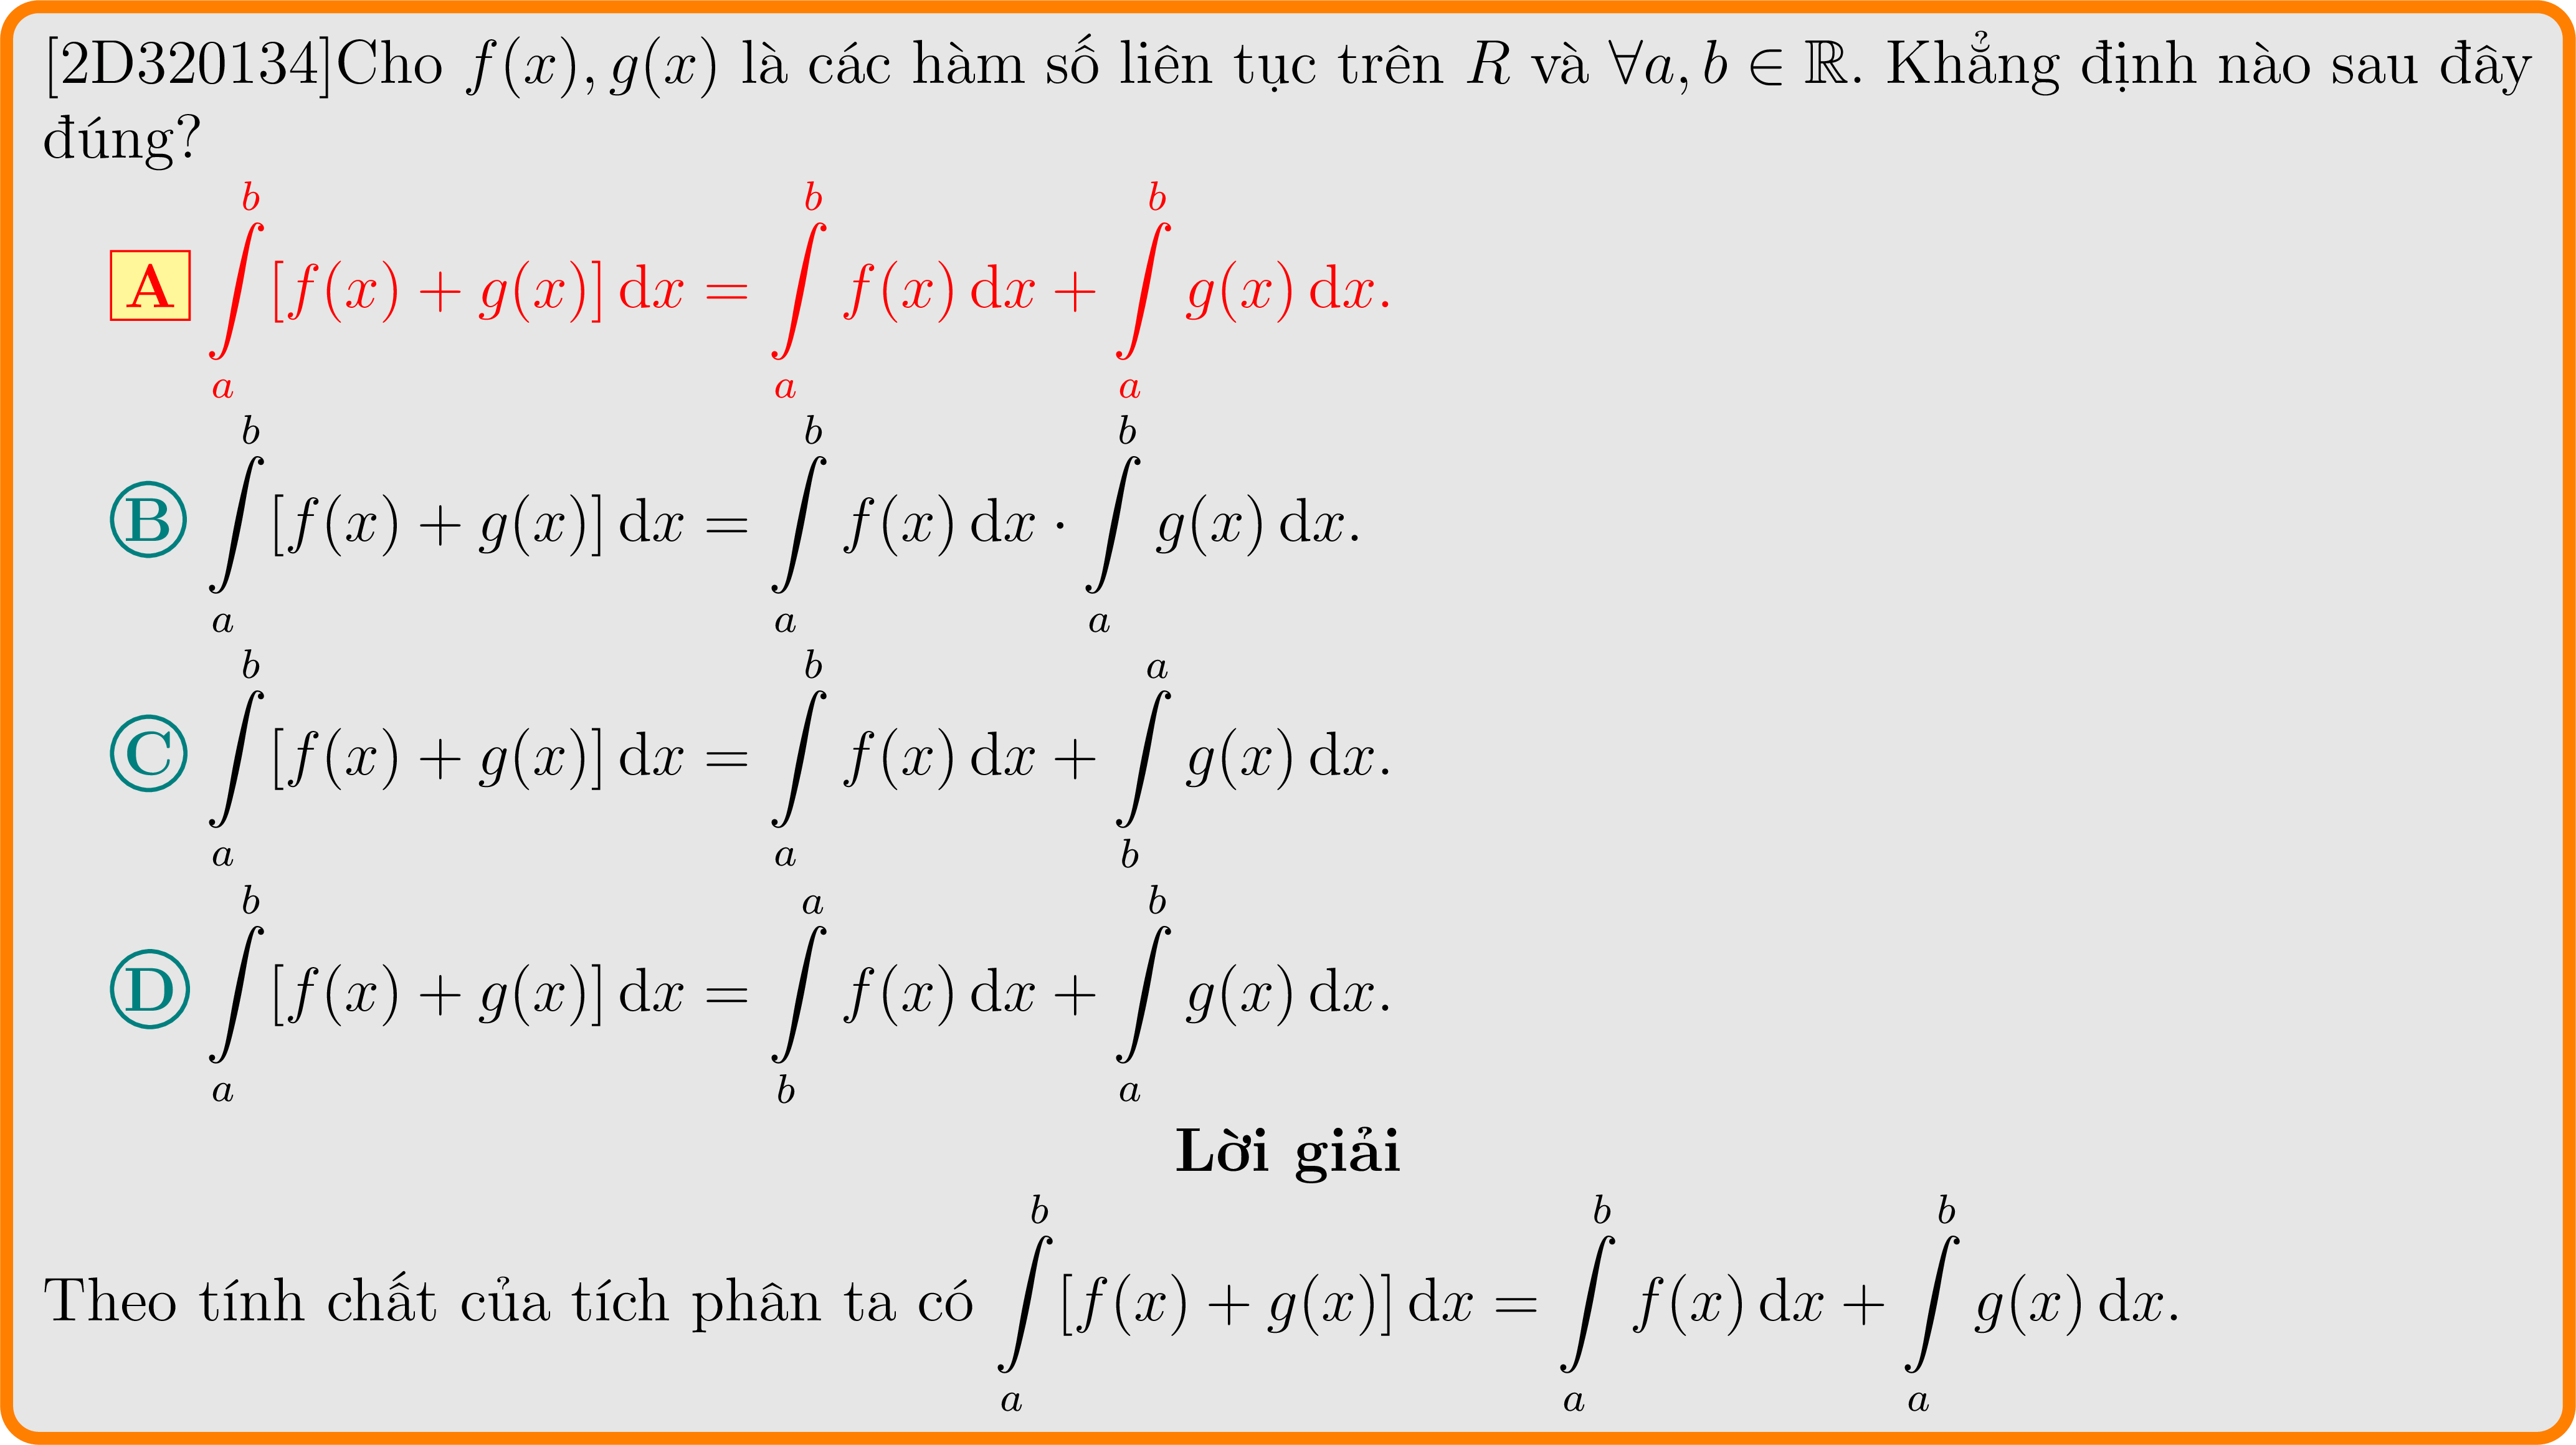 [2D320134]Cho f(x), g(x) là các hàm số liên tục trên R và ∀a, b ∈ ℝ. Khẳng định nào sau đây
đúng?
A $\int\limits_a^b [f(x) + g(x)] \, \mathrm{d}x = \int\limits_a^b f(x) \, \mathrm{d}x + \int\limits_a^b g(x) \, \mathrm{d}x.$
B $\int\limits_a^b [f(x) + g(x)] \, \mathrm{d}x = \int\limits_a^b f(x) \, \mathrm{d}x \cdot \int\limits_a^b g(x) \, \mathrm{d}x.$
C $\int\limits_a^b [f(x) + g(x)] \, \mathrm{d}x = \int\limits_a^b f(x) \, \mathrm{d}x + \int\limits_b^a g(x) \, \mathrm{d}x.$
D $\int\limits_a^b [f(x) + g(x)] \, \mathrm{d}x = \int\limits_b^a f(x) \, \mathrm{d}x + \int\limits_a^b g(x) \, \mathrm{d}x.$
Lời giải
Theo tính chất của tích phân ta có $\int\limits_a^b [f(x) + g(x)] \, \mathrm{d}x = \int\limits_a^b f(x) \, \mathrm{d}x + \int\limits_a^b g(x) \, \mathrm{d}x.$